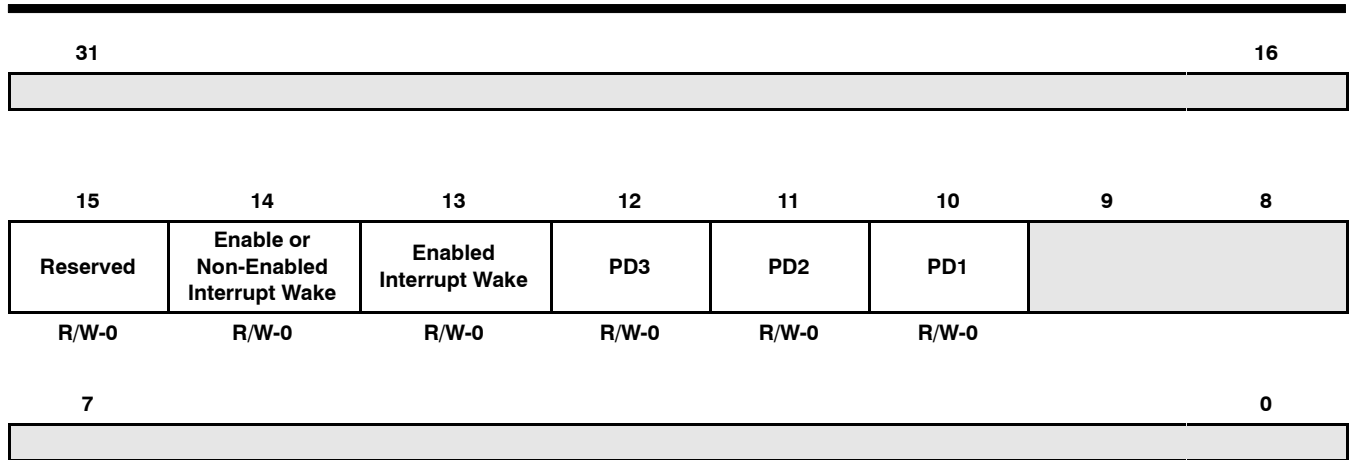 31 16
15 14 13 12 11 10 9 8
Reserved
Enable or
Non-Enabled
Interrupt Wake
Enabled
Interrupt Wake
PD3
PD2
PD1
R/W-0 R/W-0 R/W-0 R/W-0 R/W-0 R/W-0
7 0